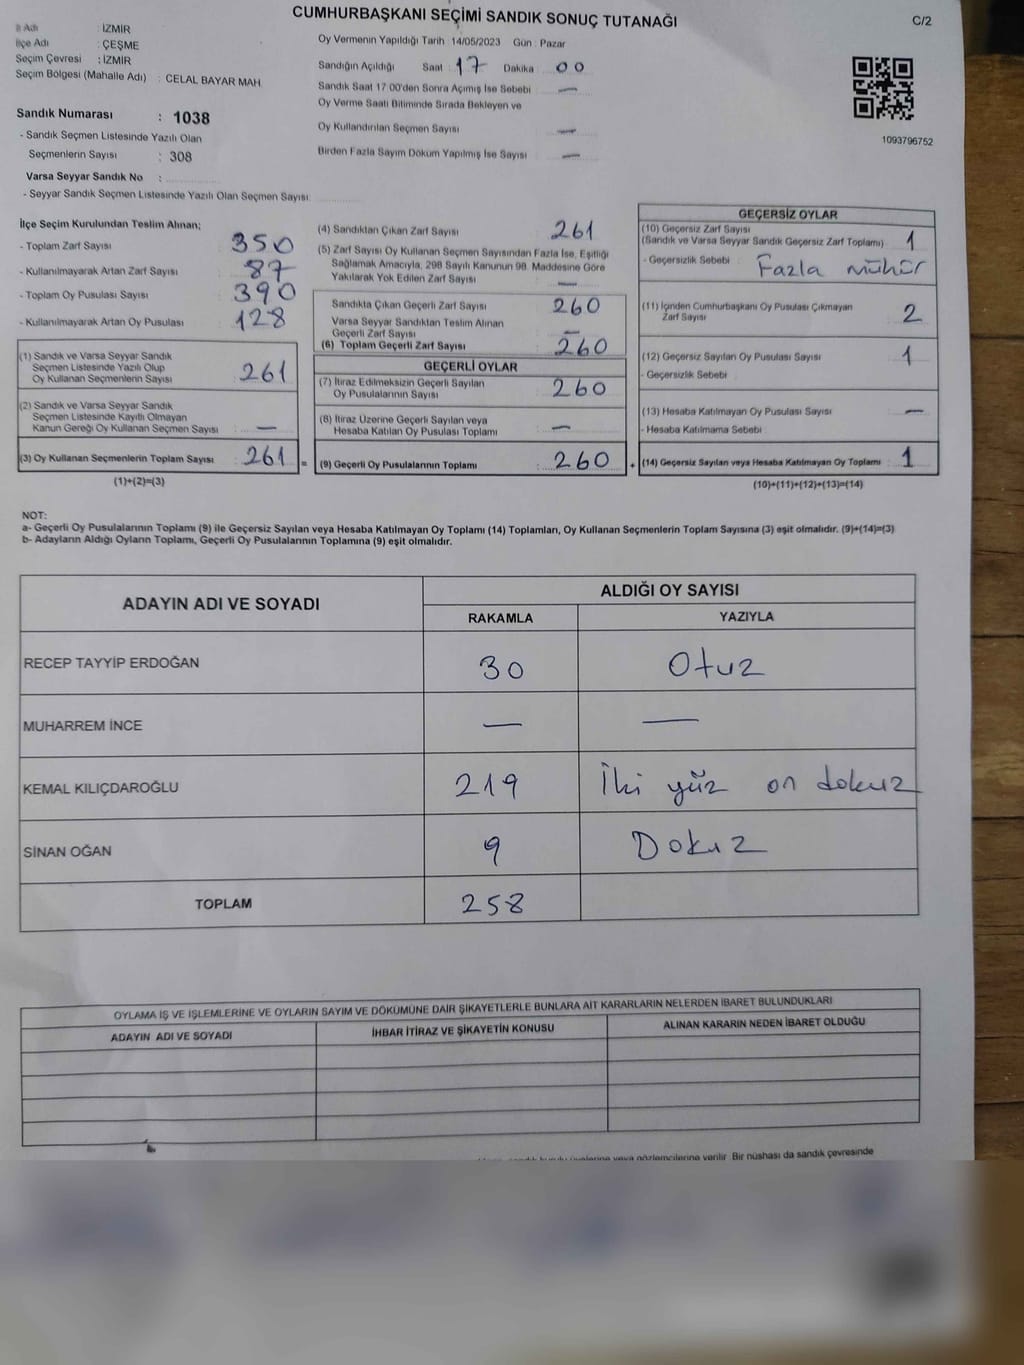 CUMHURBAŞKANI SEÇİMİ SANDIK SONUÇ TUTANAĞI
C/2
İl Adı : İZMİR
İlçe Adı : ÇEŞME
Seçim Çevresi : İZMİR
Seçim Bölgesi (Mahalle Adı) : CELAL BAYAR MAH
Sandık Numarası : 1038
- Sandık Seçmen Listesinde Yazılı Olan
Seçmenlerin Sayısı : 308
Varsa Seyyar Sandık No :
- Seyyar Sandık Seçmen Listesinde Yazılı Olan Seçmen Sayısı:
Oy Vermenin Yapıldığı Tarih 14/05/2023 Gün : Pazar
Sandığın Açıldığı Saat : 17 Dakika : 00
Sandık Saat 17 00'den Sonra Açımış İse Sebebi : —
Oy Verme Saati Bitiminde Sırada Bekleyen ve
Oy Kullandırılan Seçmen Sayısı : —
Birden Fazla Sayım Döküm Yapılmış İse Sayısı : —
1093796752
İlçe Seçim Kurulundan Teslim Alınan;
- Toplam Zarf Sayısı : 350
- Kullanılmayarak Artan Zarf Sayısı : 87
- Toplam Oy Pusulası Sayısı : 390
- Kullanılmayarak Artan Oy Pusulası : 128
(1) Sandık ve Varsa Seyyar Sandık
Seçmen Listesinde Yazılı Olup
Oy Kullanan Seçmenlerin Sayısı : 261
(2) Sandık ve Varsa Seyyar Sandık
Seçmen Listesinde Kayıtlı Olmayan
Kanun Gereği Oy Kullanan Seçmen Sayısı : —
(3) Oy Kullanan Seçmenlerin Toplam Sayısı : 261 =
(1)+(2)=(3)
(4) Sandıktan Çıkan Zarf Sayısı : 261
(5) Zarf Sayısı Oy Kullanan Seçmen Sayısından Fazla İse, Eşitliği
Sağlamak Amacıyla, 298 Sayılı Kanunun 98. Maddesine Göre
Yakılarak Yok Edilen Zarf Sayısı : —
Sandıkta Çıkan Geçerli Zarf Sayısı : 260
Varsa Seyyar Sandıktan Teslim Alınan
Geçerli Zarf Sayısı : —
(6) Toplam Geçerli Zarf Sayısı : 260
GEÇERLİ OYLAR
(7) İtiraz Edilmeksizin Geçerli Sayılan
Oy Pusulalarının Sayısı : 260
(8) İtiraz Üzerine Geçerli Sayılan veya
Hesaba Katılan Oy Pusulası Toplamı : —
(9) Geçerli Oy Pusulalarının Toplamı : 260 +
GEÇERSİZ OYLAR
(10) Geçersiz Zarf Sayısı
(Sandık ve Varsa Seyyar Sandık Geçersiz Zarf Toplamı) : 1
- Geçersizlik Sebebi : Fazla mühür
(11) İçinden Cumhurbaşkanı Oy Pusulası Çıkmayan
Zarf Sayısı : 2
(12) Geçersiz Sayılan Oy Pusulası Sayısı : 1
- Geçersizlik Sebebi :
(13) Hesaba Katılmayan Oy Pusulası Sayısı : —
- Hesaba Katılmama Sebebi :
(14) Geçersiz Sayılan veya Hesaba Katılmayan Oy Toplamı : 1
(10)+(11)+(12)+(13)=(14)
NOT:
a- Geçerli Oy Pusulalarının Toplamı (9) ile Geçersiz Sayılan veya Hesaba Katılmayan Oy Toplamı (14) Toplamları, Oy Kullanan Seçmenlerin Toplam Sayısına (3) eşit olmalıdır. (9)+(14)=(3)
b- Adayların Aldığı Oyların Toplamı, Geçerli Oy Pusulalarının Toplamına (9) eşit olmalıdır.
ADAYIN ADI VE SOYADI
ALDIĞI OY SAYISI
RAKAMLA YAZIYLA
RECEP TAYYİP ERDOĞAN 30 Otuz
MUHARREM İNCE — —
KEMAL KILIÇDAROĞLU 219 İki yüz on dokuz
SİNAN OĞAN 9 Dokuz
TOPLAM 258
OYLAMA İŞ VE İŞLEMLERİNE VE OYLARIN SAYIM VE DÖKÜMÜNE DAİR ŞİKAYETLERLE BUNLARA AİT KARARLARIN NELERDEN İBARET BULUNDUKLARI
ADAYIN ADI VE SOYADI İHBAR İTİRAZ VE ŞİKAYETİN KONUSU ALINAN KARARIN NEDEN İBARET OLDUĞU
sandık kurulu üyelerine veya gözlemcilerine verilir. Bir nüshası da sandık çevresinde